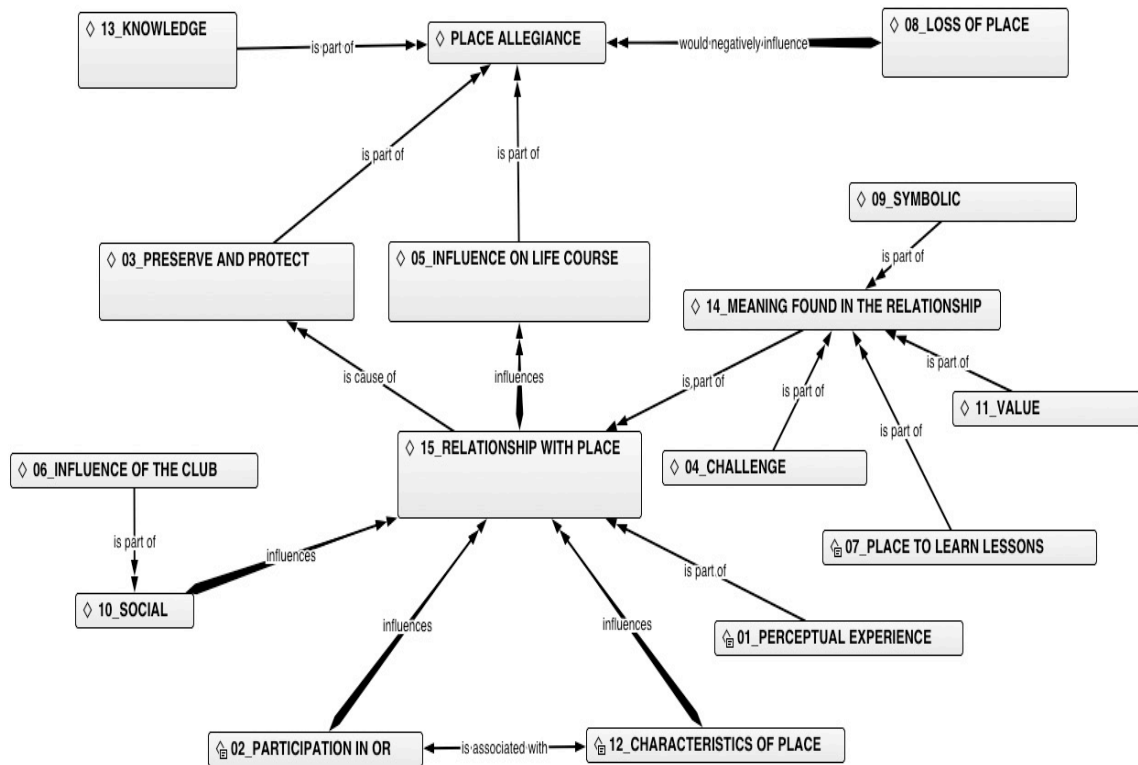 13_KNOWLEDGE
is part of
PLACE ALLEGIANCE
would negatively influence
08_LOSS OF PLACE
is part of
is part of
09_SYMBOLIC
is part of
03_PRESERVE AND PROTECT
05_INFLUENCE ON LIFE COURSE
14_MEANING FOUND IN THE RELATIONSHIP
is cause of
influences
is part of
is part of
is part of
is part of
11_VALUE
15_RELATIONSHIP WITH PLACE
04_CHALLENGE
06_INFLUENCE OF THE CLUB
is part of
influences
07_PLACE TO LEARN LESSONS
is part of
10_SOCIAL
influences
influences
01_PERCEPTUAL EXPERIENCE
02_PARTICIPATION IN OR
is associated with
12_CHARACTERISTICS OF PLACE